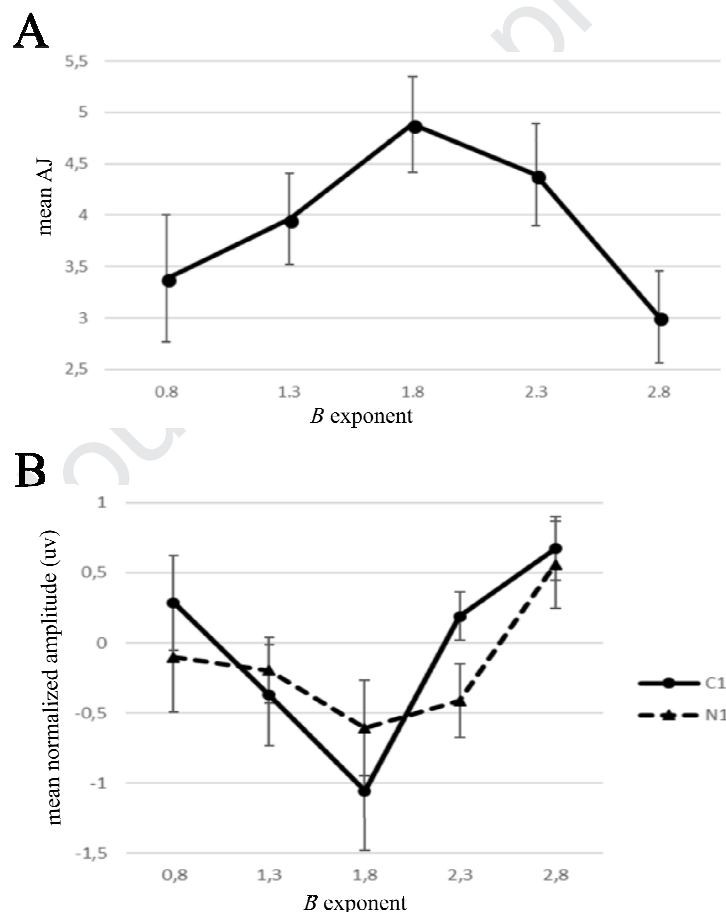 A
5,5
5
4,5
4
3,5
3
2,5
mean AJ
0.8 1.3 1.8 2.3 2.8
B exponent
B
1
0,5
0
-0,5
-1
-1,5
mean normalized amplitude (uv)
C1
N1
0,8 1,3 1,8 2,3 2,8
B exponent